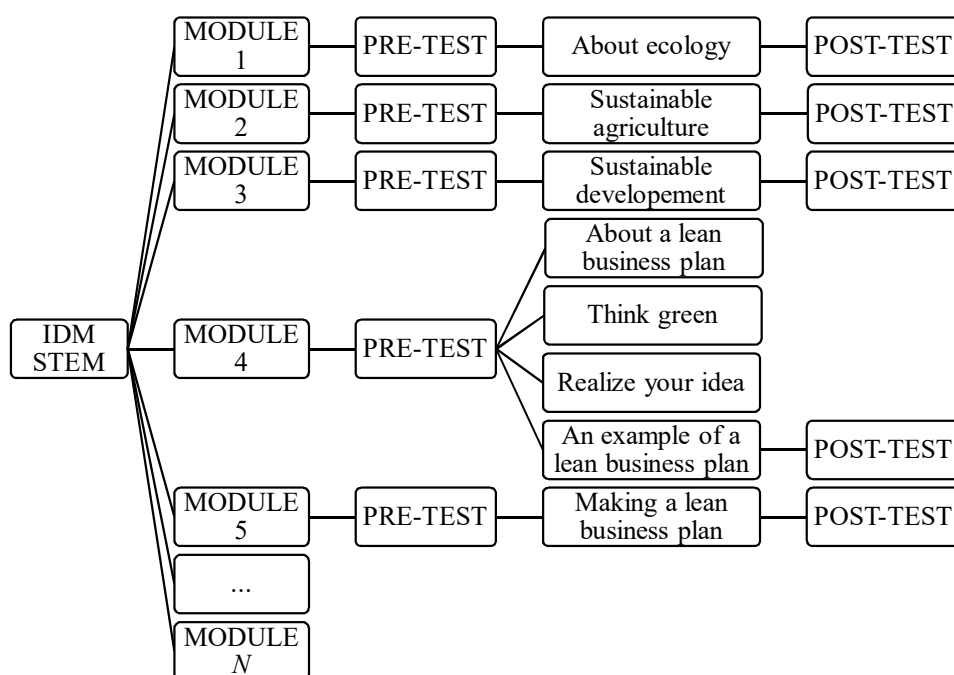 MODULE
1
PRE-TEST
About ecology
POST-TEST
MODULE
2
PRE-TEST
Sustainable
agriculture
POST-TEST
MODULE
3
PRE-TEST
Sustainable
developement
POST-TEST
About a lean
business plan
Think green
IDM
STEM
MODULE
4
PRE-TEST
Realize your idea
An example of a
lean business plan
POST-TEST
MODULE
5
PRE-TEST
Making a lean
business plan
POST-TEST
...
MODULE
N